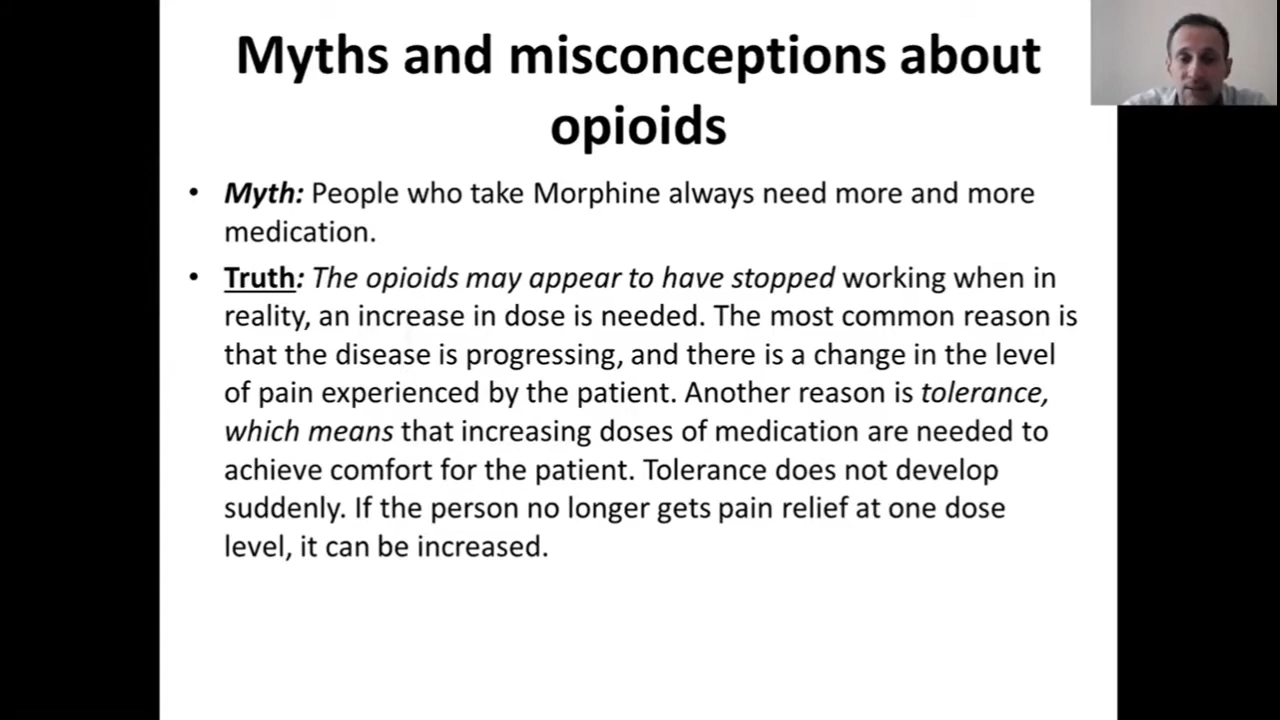 Myths and misconceptions about
opioids
• Myth: People who take Morphine always need more and more
medication.
• Truth: The opioids may appear to have stopped working when in
reality, an increase in dose is needed. The most common reason is
that the disease is progressing, and there is a change in the level
of pain experienced by the patient. Another reason is tolerance,
which means that increasing doses of medication are needed to
achieve comfort for the patient. Tolerance does not develop
suddenly. If the person no longer gets pain relief at one dose
level, it can be increased.